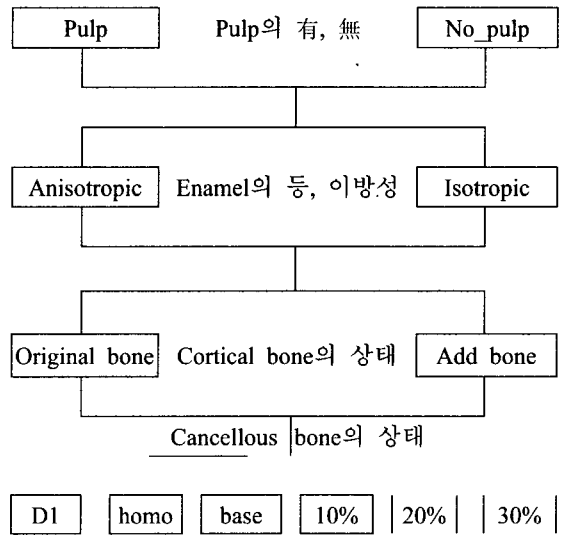 Pulp Pulp의 有, 無 No_pulp
Anisotropic Enamel의 등, 이방성 Isotropic
Original bone Cortical bone의 상태 Add bone
Cancellous bone의 상태
D1 homo base 10% 20% 30%